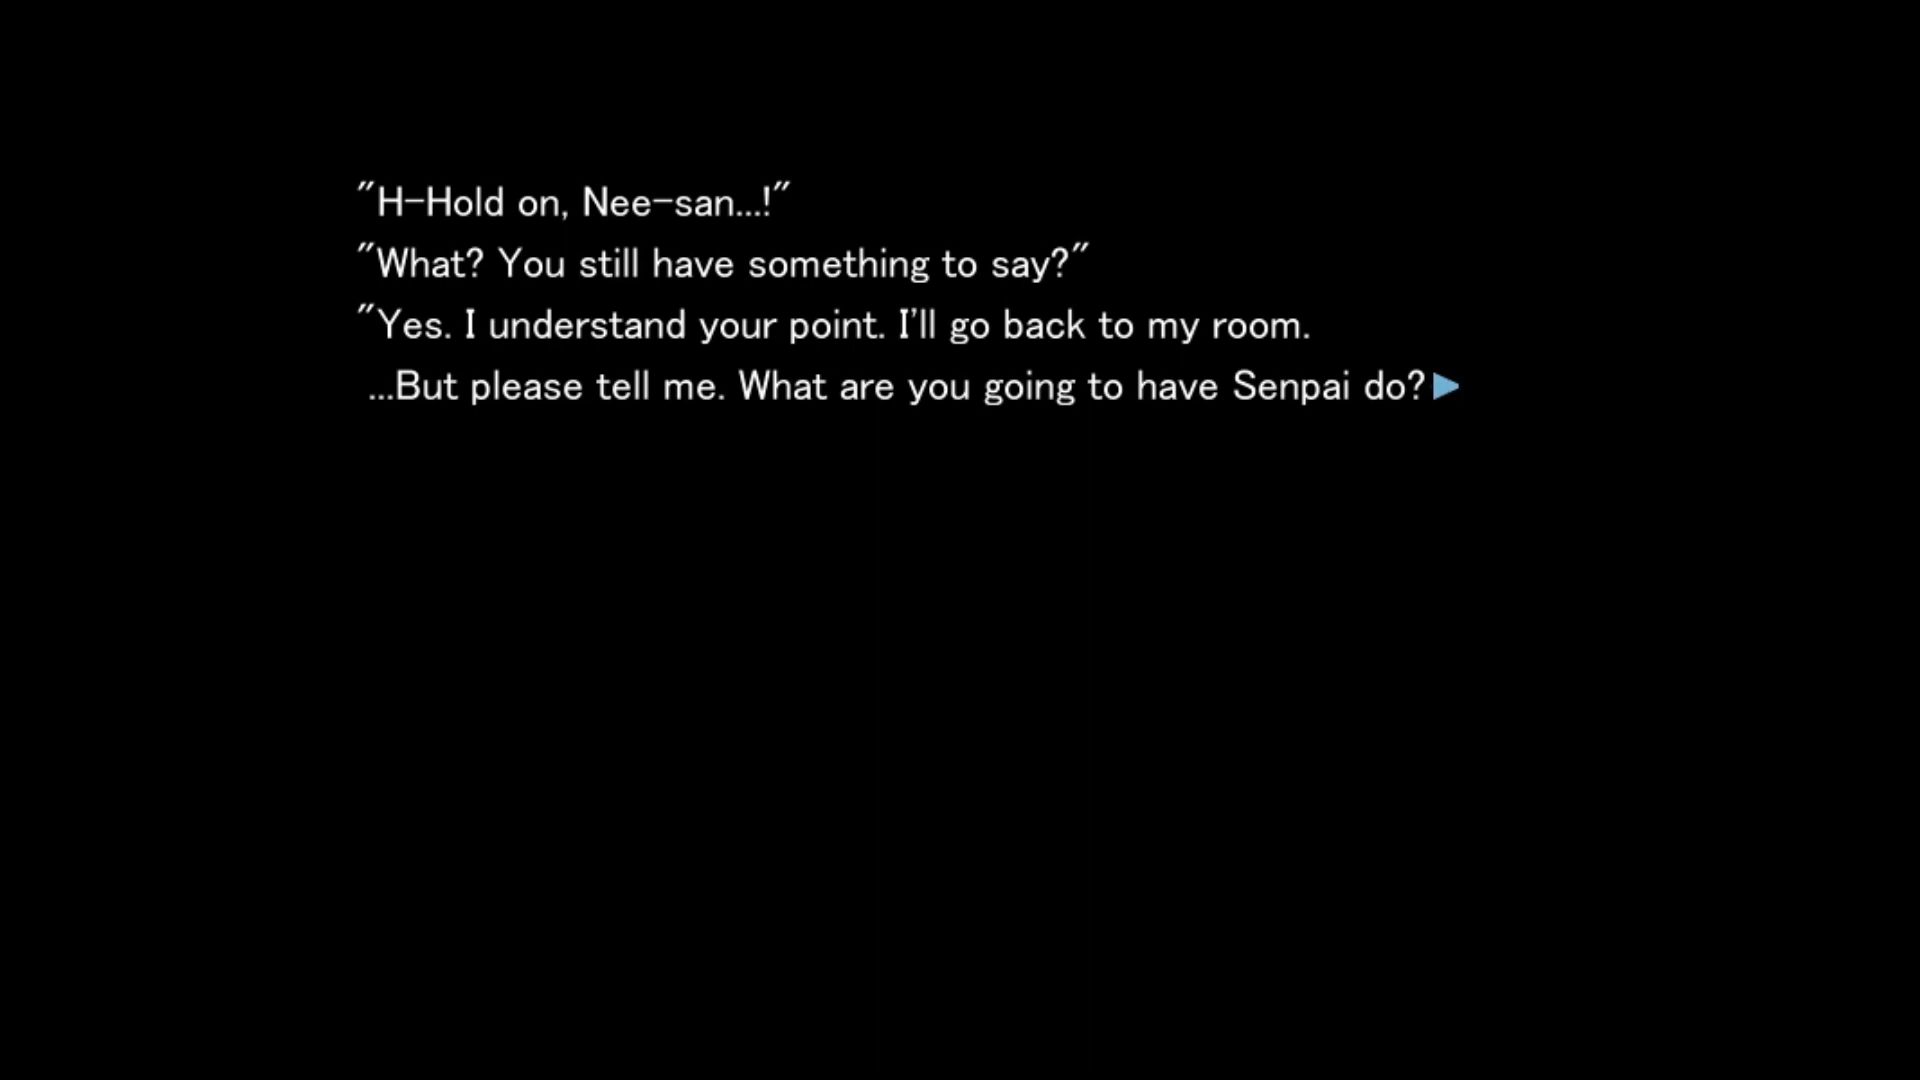 "H-Hold on, Nee-san...!"
"What? You still have something to say?"
"Yes. I understand your point. I'll go back to my room.
...But please tell me. What are you going to have Senpai do?